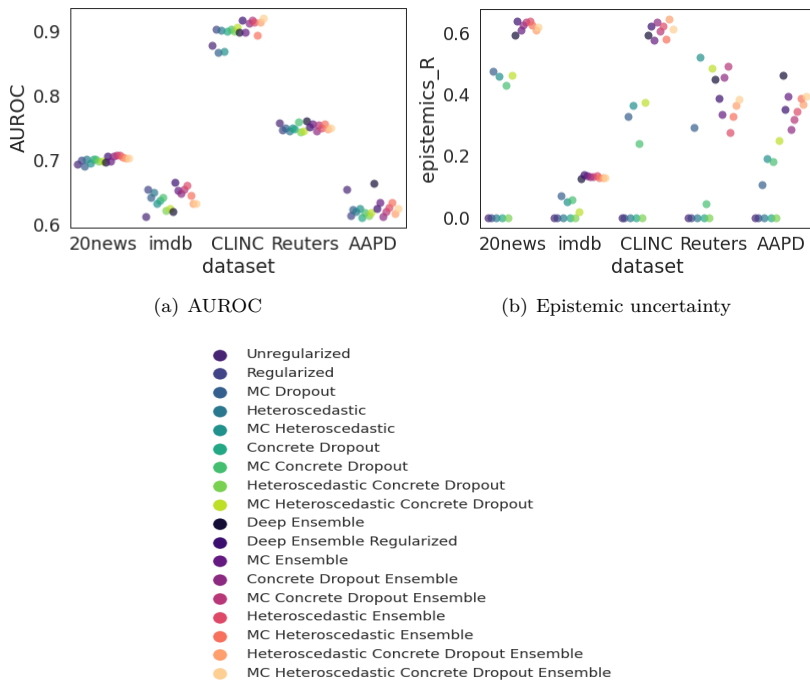 0.9
0.8
0.7
0.6
AUROC
20news imdb CLINC Reuters AAPD
dataset
(a) AUROC
0.6
0.4
0.2
0.0
epistemics_R
20news imdb CLINC Reuters AAPD
dataset
(b) Epistemic uncertainty
Unregularized
Regularized
MC Dropout
Heteroscedastic
MC Heteroscedastic
Concrete Dropout
MC Concrete Dropout
Heteroscedastic Concrete Dropout
MC Heteroscedastic Concrete Dropout
Deep Ensemble
Deep Ensemble Regularized
MC Ensemble
Concrete Dropout Ensemble
MC Concrete Dropout Ensemble
Heteroscedastic Ensemble
MC Heteroscedastic Ensemble
Heteroscedastic Concrete Dropout Ensemble
MC Heteroscedastic Concrete Dropout Ensemble